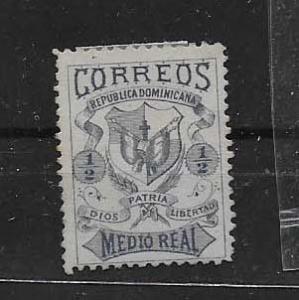 CORREOS
REPUBLICA DOMINICANA
1/2 1/2
DIOS PATRIA LIBERTAD
MEDIO REAL